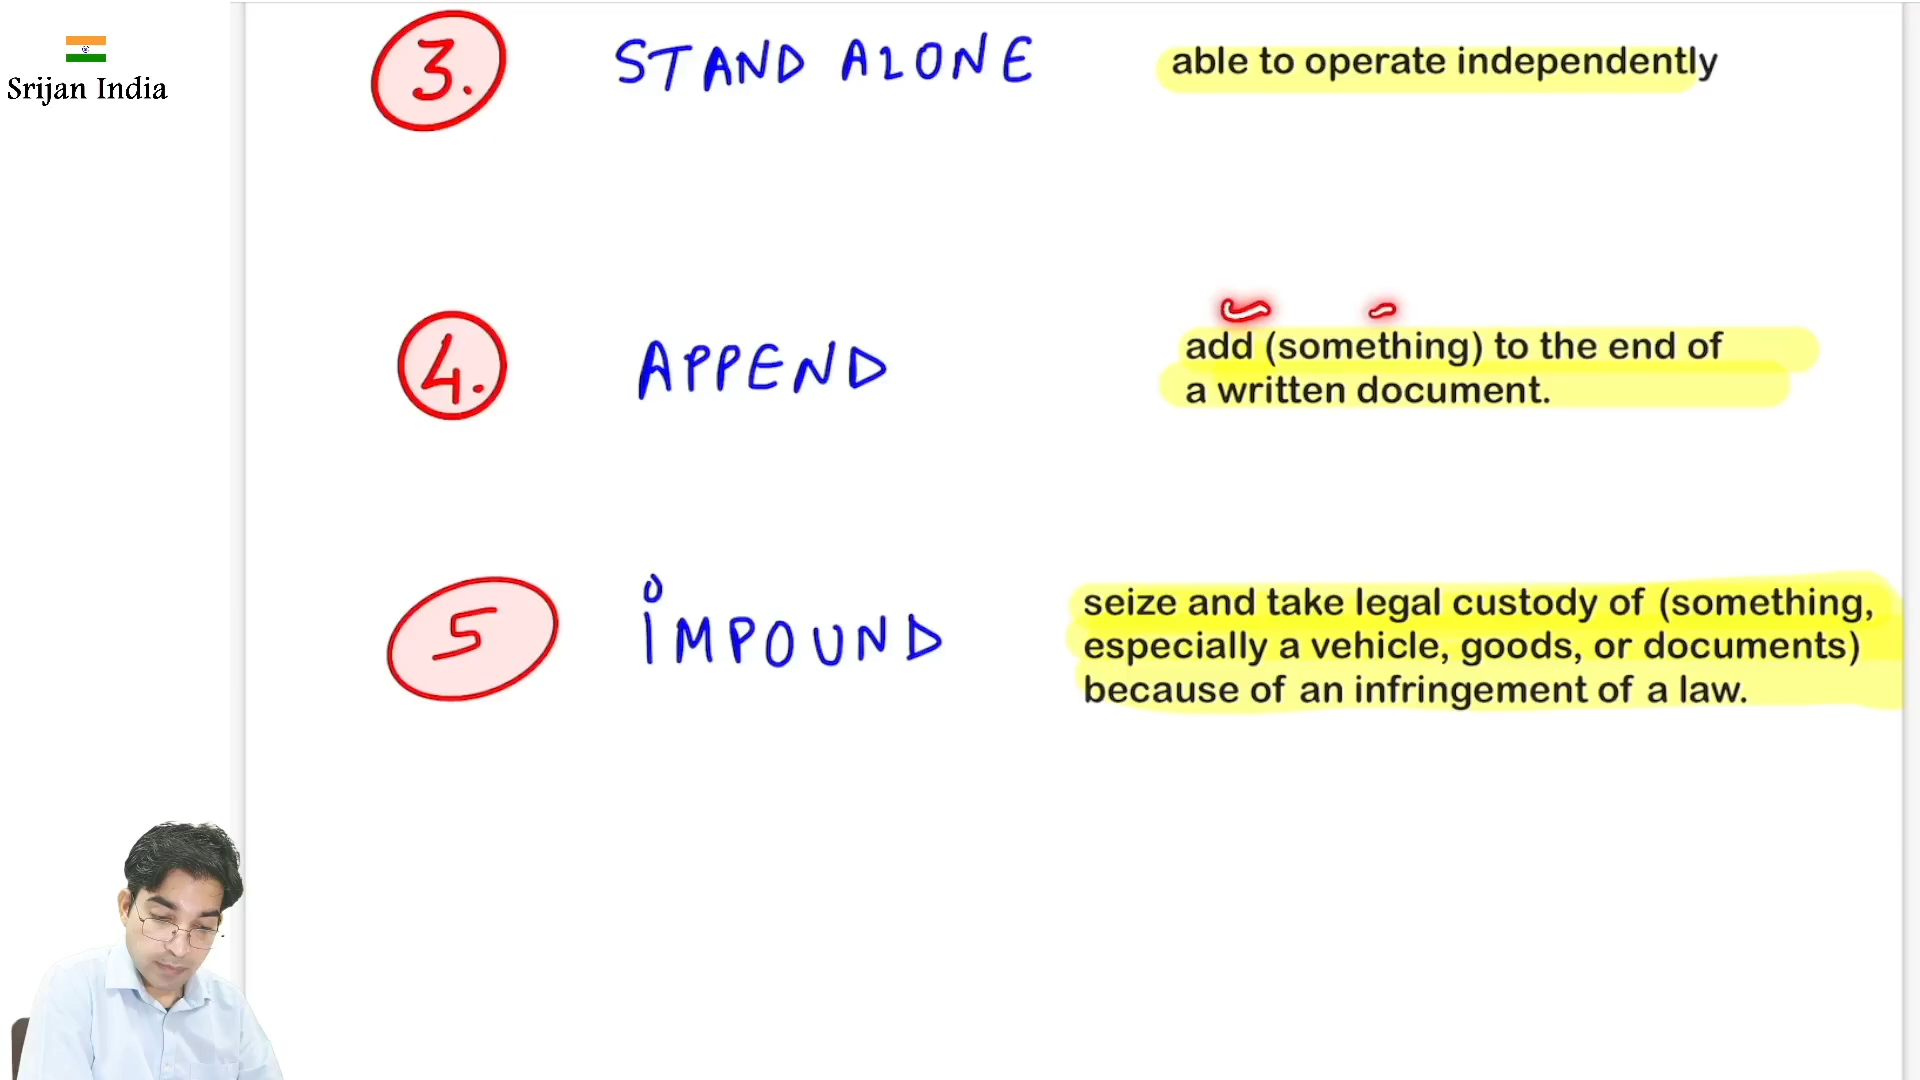 Srijan India
3. STAND ALONE able to operate independently
4. APPEND add (something) to the end of
a written document.
5 IMPOUND seize and take legal custody of (something,
especially a vehicle, goods, or documents)
because of an infringement of a law.